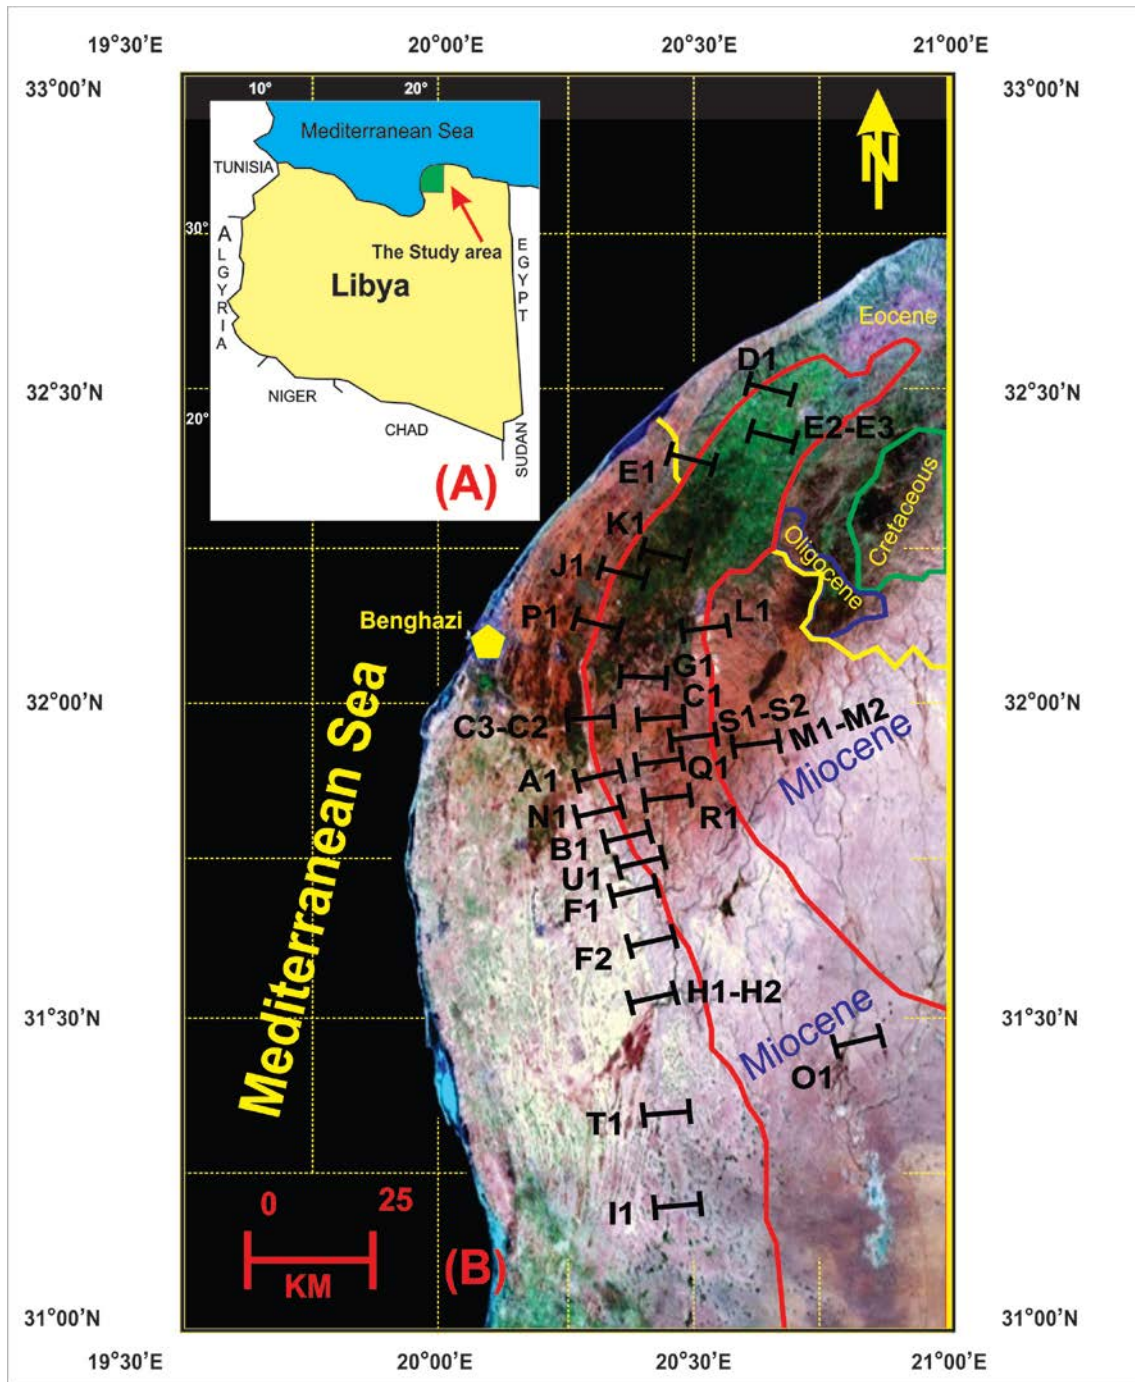 19°30’E 20°00’E 20°30’E 21°00’E
33°00’N 33°00’N
10° 20°
Mediterranean Sea
TUNISIA
N
30°
ALGYRIA
The Study area
EGYPT
Libya
Eocene
D1
32°30’N 32°30’N
NIGER
20°
CHAD
SUDAN
E2-E3
(A)
E1
Cretaceous
K1
Oligocene
J1
P1
L1
Benghazi
G1
C1
32°00’N 32°00’N
C3-C2
S1-S2
M1-M2
Miocene
Q1
A1
N1
R1
B1
U1
F1
Mediterranean Sea
F2
H1-H2
31°30’N 31°30’N
Miocene
O1
T1
0 25
I1
KM
(B)
31°00’N 31°00’N
19°30’E 20°00’E 20°30’E 21°00’E